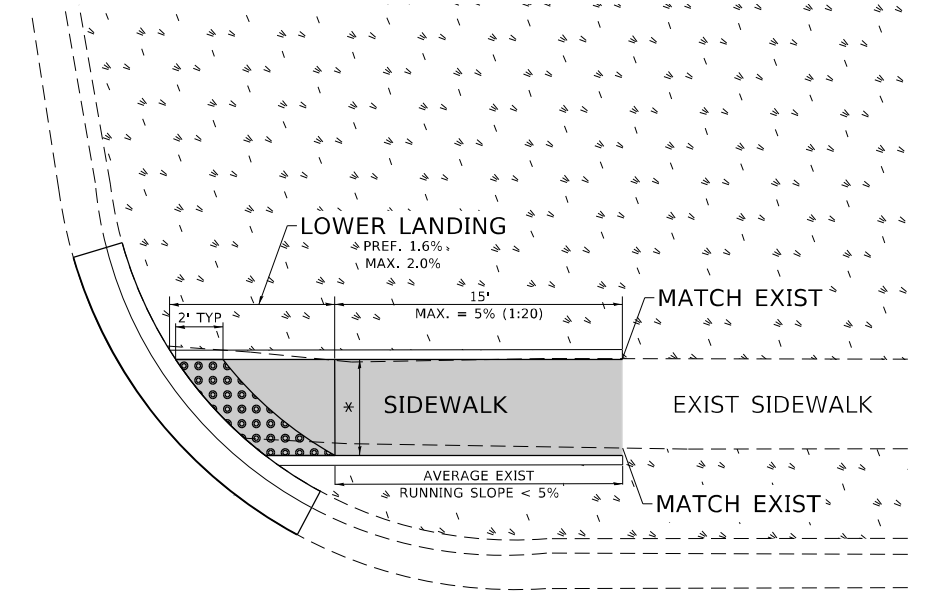 LOWER LANDING
PREF. 1.6%
MAX. 2.0%
15'
MAX. = 5% (1:20)
MATCH EXIST
2' TYP
*
SIDEWALK
EXIST SIDEWALK
AVERAGE EXIST
RUNNING SLOPE < 5%
MATCH EXIST